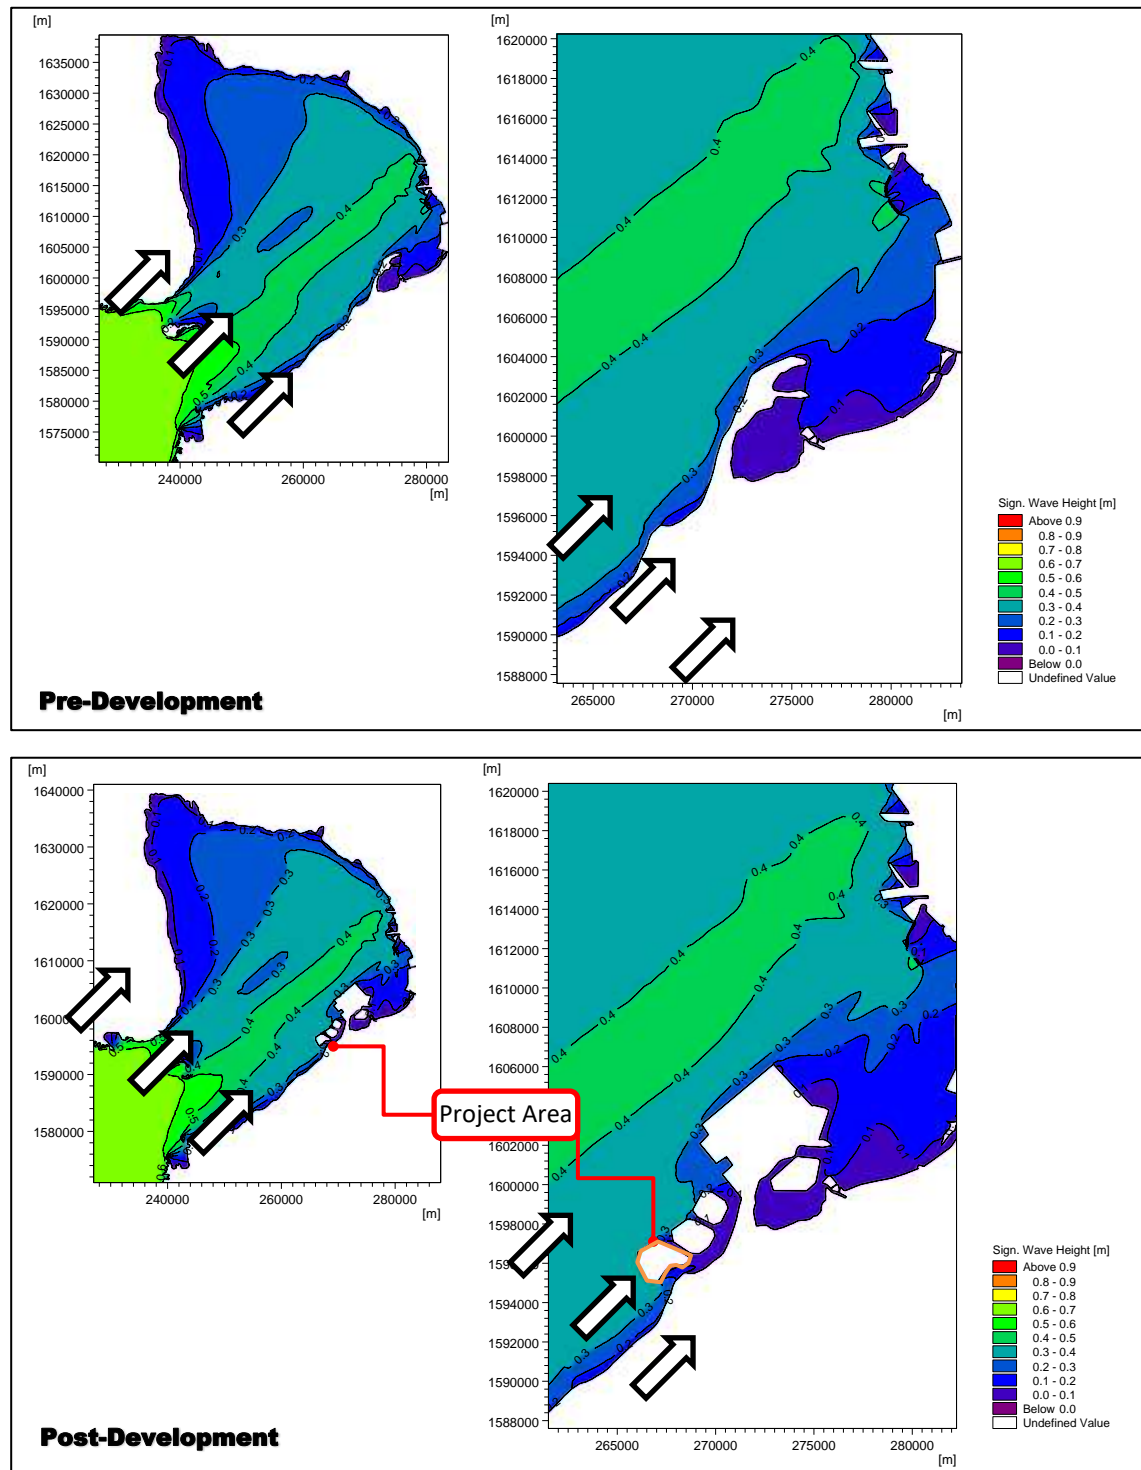 [m]
[m]
1635000
1630000
1625000
1620000
1615000
1610000
1605000
1600000
1595000
1590000
1585000
1580000
1575000
240000
260000
280000
[m]
1620000
1618000
1616000
1614000
1612000
1610000
1608000
1606000
1604000
1602000
1600000
1598000
1596000
1594000
1592000
1590000
1588000
265000
270000
275000
280000
[m]
Sign. Wave Height [m]
Above 0.9
0.8 - 0.9
0.7 - 0.8
0.6 - 0.7
0.5 - 0.6
0.4 - 0.5
0.3 - 0.4
0.2 - 0.3
0.1 - 0.2
0.0 - 0.1
Below 0.0
Undefined Value
Pre-Development
[m]
[m]
1640000
1630000
1620000
1610000
1590000
1580000
240000
260000
280000
[m]
Project Area
1620000
1618000
1616000
1614000
1612000
1610000
1608000
1606000
1604000
1602000
1600000
1598000
1594000
1592000
1590000
1588000
265000
270000
275000
280000
[m]
Sign. Wave Height [m]
Above 0.9
0.8 - 0.9
0.7 - 0.8
0.6 - 0.7
0.5 - 0.6
0.4 - 0.5
0.3 - 0.4
0.2 - 0.3
0.1 - 0.2
0.0 - 0.1
Below 0.0
Undefined Value
Post-Development